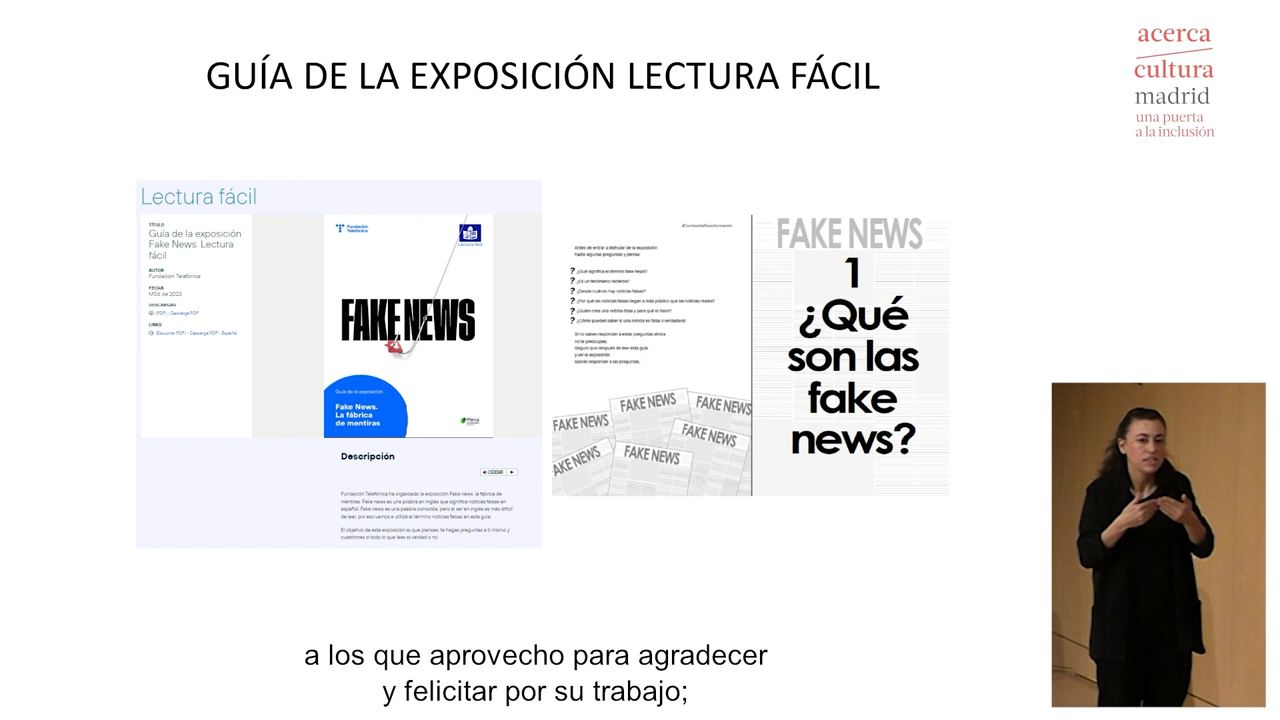 GUÍA DE LA EXPOSICIÓN LECTURA FÁCIL
acerca
cultura
madrid
una puerta
a la inclusión
Lectura fácil
TÍTULO
Guía de la exposición
Fake News. Lectura
fácil
AUTOR
Fundación Telefónica
FECHA
DESCARGAS
(PDF) - Descarga PDF
LINKS
(Escuchar PDF) - Descarga PDF - Español
Fundación
Telefónica
Lectura fácil
FAKE NEWS
Guía de la exposición
Fake News.
La fábrica
de mentiras
Descripción
Fundación Telefónica ha organizado la exposición Fake news, la fábrica de
mentiras. Fake news es una palabra en inglés que significa noticias falsas en
español. Fake news es una palabra conocida, pero al ser en inglés es más difícil
de leer, por eso vamos a utilizar el término noticias falsas en esta guía.
El objetivo de esta exposición es que pienses, te hagas preguntas a ti mismo y
cuestiones si todo lo que lees es verdad o no.
Antes de entrar a disfrutar de la exposición
hazte algunas preguntas y piensa:
? ¿Qué significa el término fake news?
? ¿Es un fenómeno reciente?
? ¿Desde cuándo hay noticias falsas?
? ¿Por qué las noticias falsas llegan a más público que las noticias reales?
? ¿Quién crea una noticia falsa y para qué lo hace?
? ¿Cómo puedes saber si una noticia es falsa o verdadera?
Si no sabes responder a estas preguntas ahora
no te preocupes.
Seguro que después de leer esta guía
y ver la exposición
sabrás responder a las preguntas.
FAKE NEWS
FAKE NEWS
FAKE NEWS
FAKE NEWS
FAKE NEWS
FAKE NEWS
FAKE NEWS
1
¿Qué
son las
fake
news?
a los que aprovecho para agradecer
y felicitar por su trabajo;